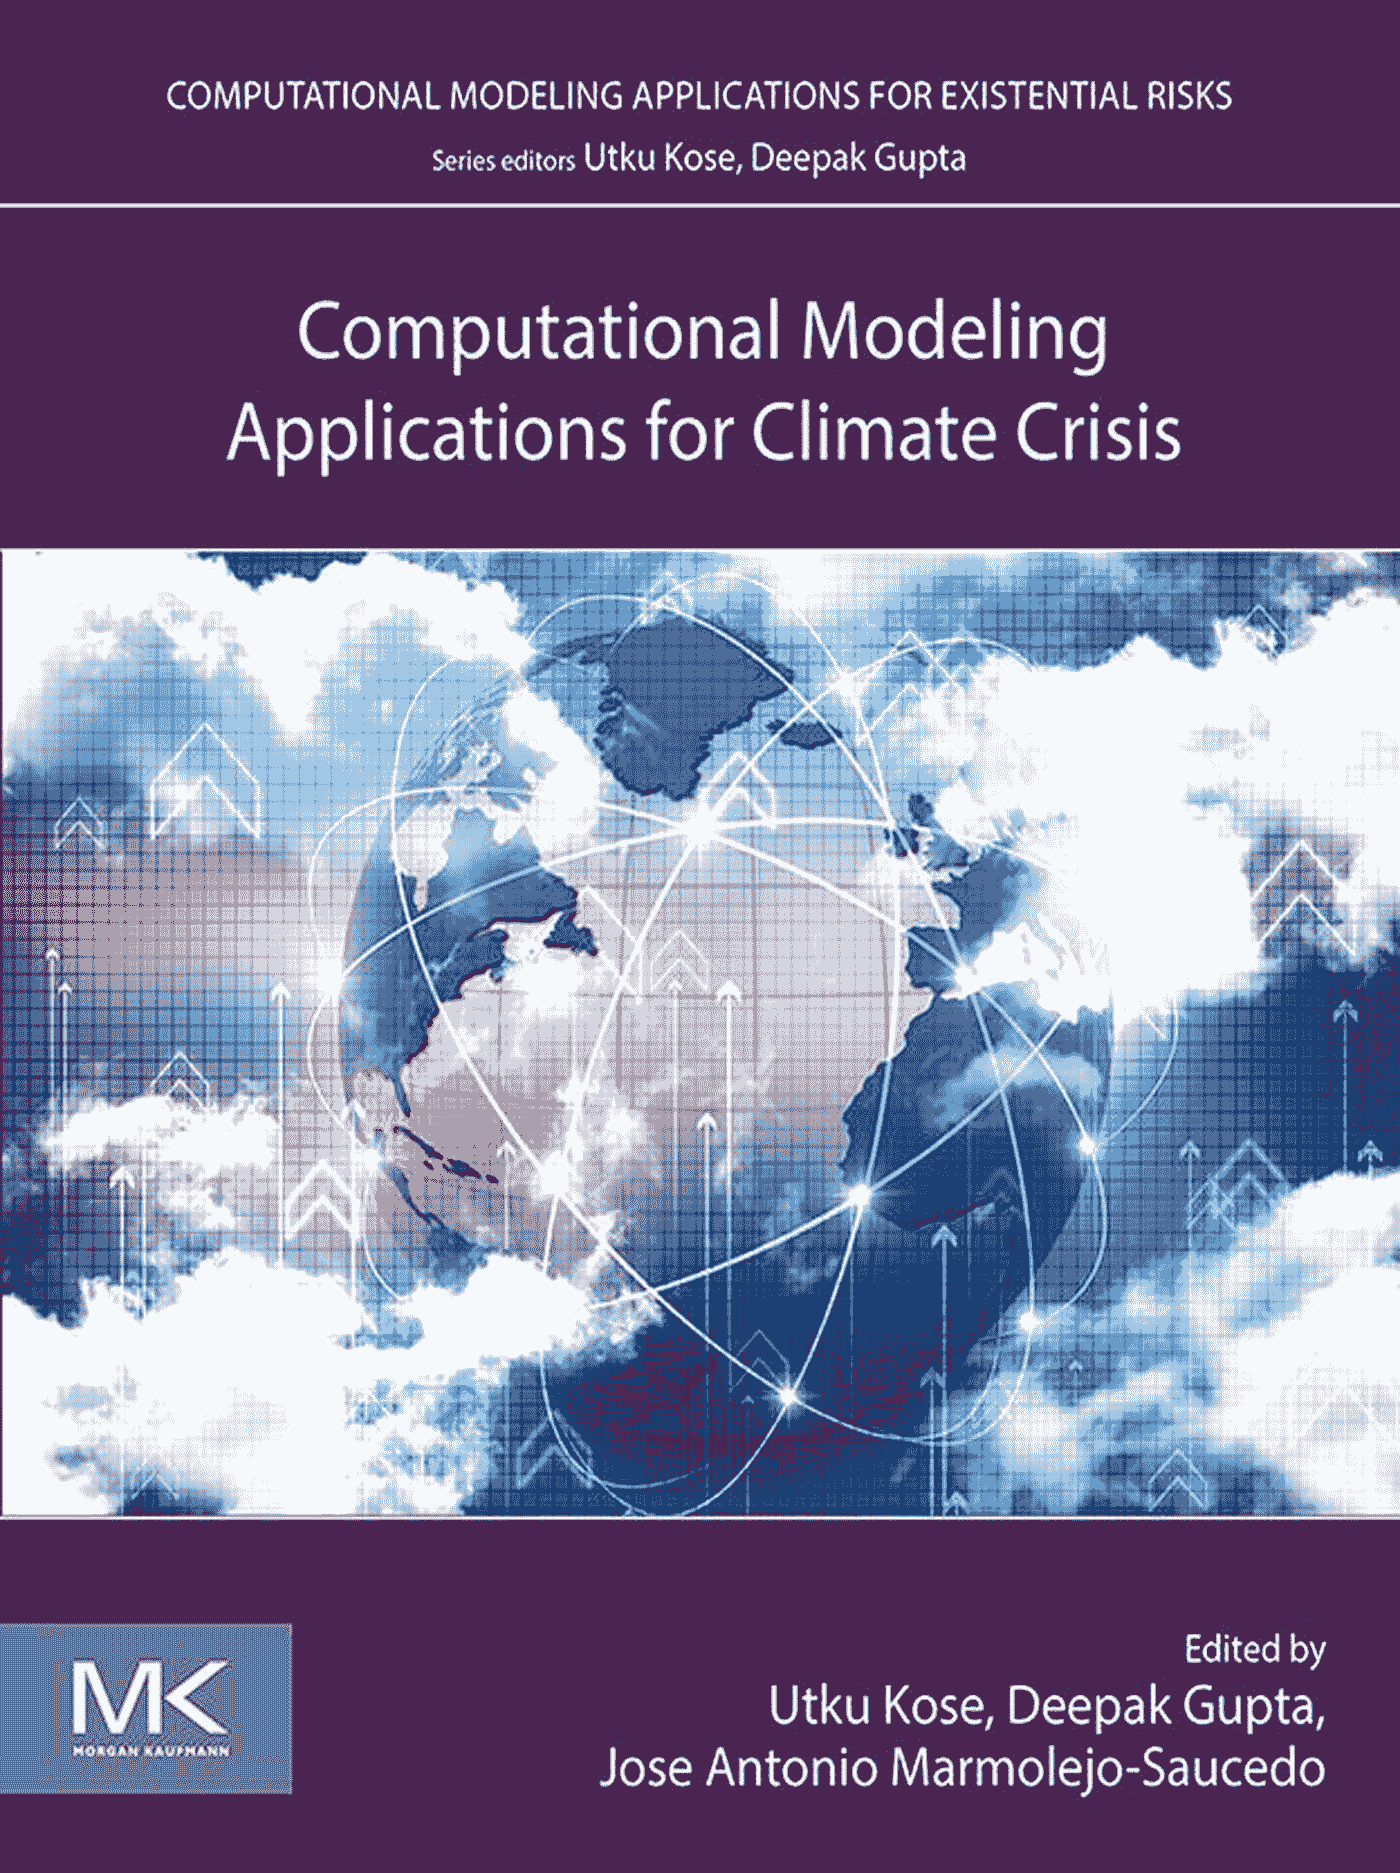 COMPUTATIONAL MODELING APPLICATIONS FOR EXISTENTIAL RISKS
Series editors Utku Kose, Deepak Gupta
Computational Modeling
Applications for Climate Crisis
Edited by
Utku Kose, Deepak Gupta,
Jose Antonio Marmolejo-Saucedo
MK
MORGAN KAUFMANN